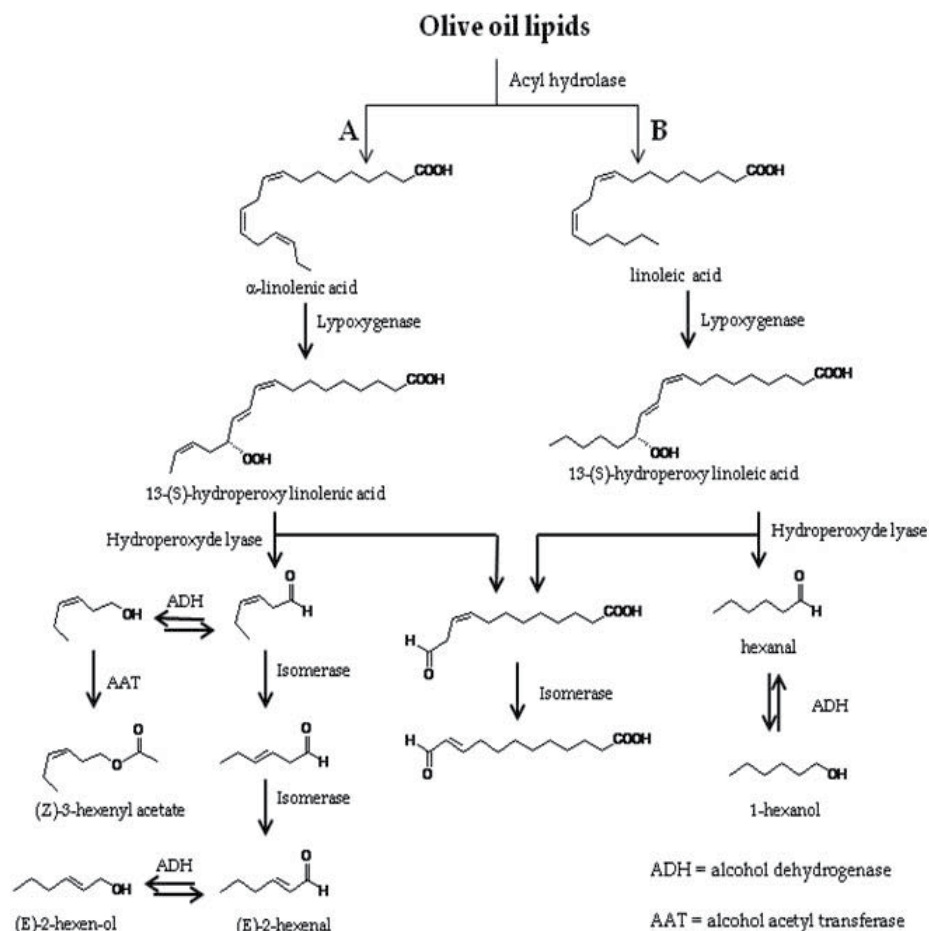 Olive oil lipids
Acyl hydrolase
A
B
COOH
COOH
α-linolenic acid
linoleic acid
Lypoxygenase
Lypoxygenase
COOH
COOH
OOH
OOH
13-(S)-hydroperoxy linolenic acid
13-(S)-hydroperoxy linoleic acid
Hydroperoxyde lyase
Hydroperoxyde lyase
OH
ADH
O
H
COOH
H
O
O
H
hexanal
AAT
Isomerase
Isomerase
ADH
O
O
(Z)-3-hexenyl acetate
O
H
H
O
COOH
OH
1-hexanol
Isomerase
OH
ADH
O
H
(E)-2-hexen-ol
(E)-2-hexenal
ADH = alcohol dehydrogenase
AAT = alcohol acetyl transferase